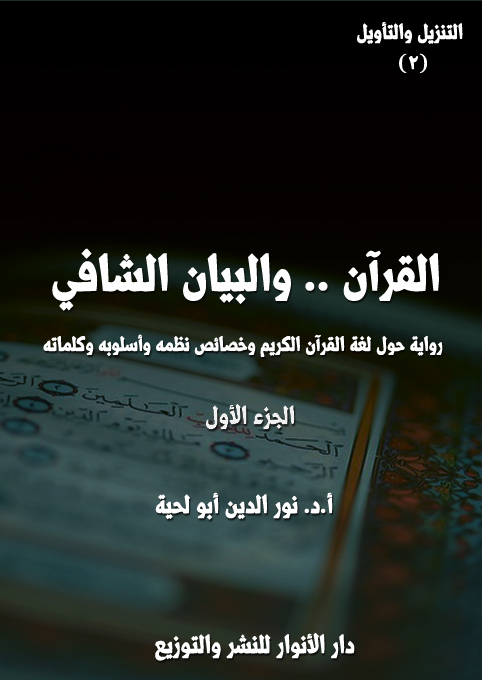 التنزيل والتأويل
(٢)
القرآن .. والبيان الشافي
رواية حول لغة القرآن الكريم وخصائص نظمه وأسلوبه وكلماته
الجزء الأول
أ.د. نور الدين أبو لحية
دار الأنوار للنشر والتوزيع